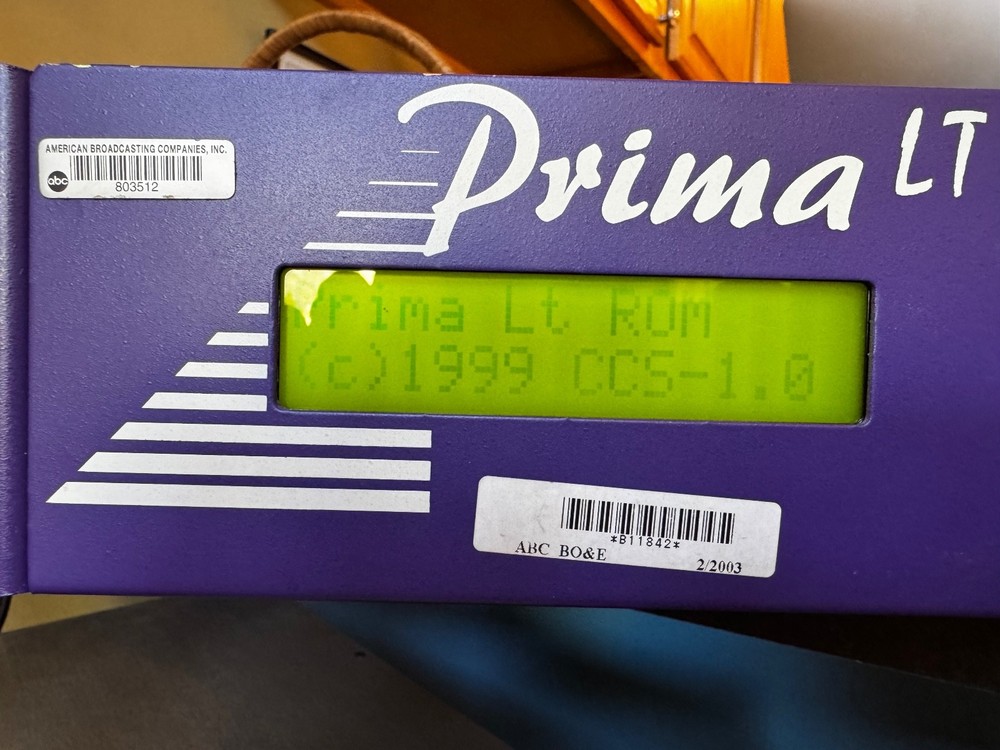 Prima LT
AMERICAN BROADCASTING COMPANIES, INC.
abc
803512
Prima Lt ROM
(c)1999 CCS-1.0
*B11842*
ABC BO&E
2/2003